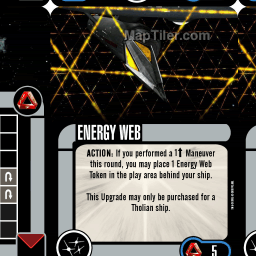 MapTiler.com
ENERGY WEB
ACTION: If you performed a 1 Maneuver
this round, you may place 1 Energy Web
Token in the play area behind your ship.
This Upgrade may only be purchased for a
Tholian ship.
5